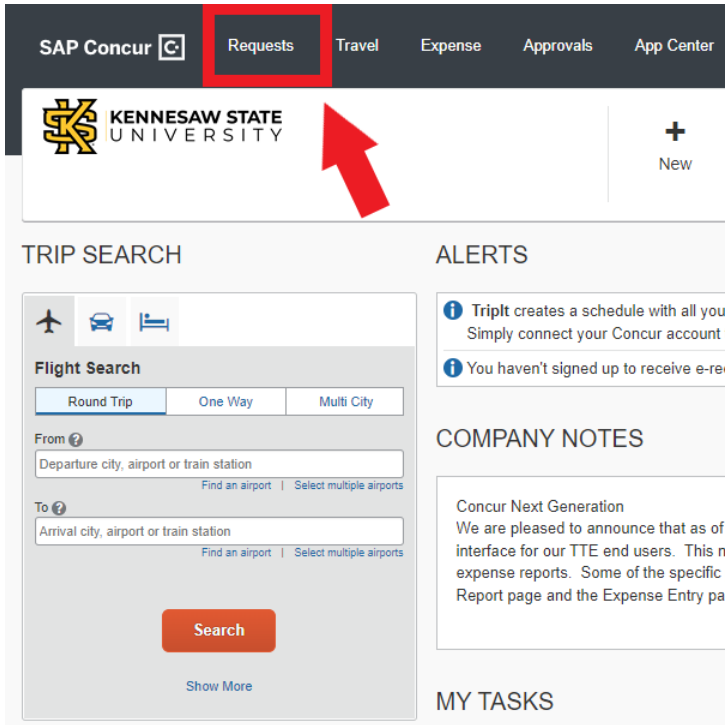 SAP Concur C Requests Travel Expense Approvals App Center
KENNESAW STATE
UNIVERSITY
+
New
TRIP SEARCH
Flight Search
Round Trip One Way Multi City
From ?
Departure city, airport or train station
Find an airport | Select multiple airports
To ?
Arrival city, airport or train station
Find an airport | Select multiple airports
Search
Show More
ALERTS
TripIt creates a schedule with all you
Simply connect your Concur account
You haven't signed up to receive e-re
COMPANY NOTES
Concur Next Generation
We are pleased to announce that as of
interface for our TTE end users. This n
expense reports. Some of the specific
Report page and the Expense Entry pa
MY TASKS